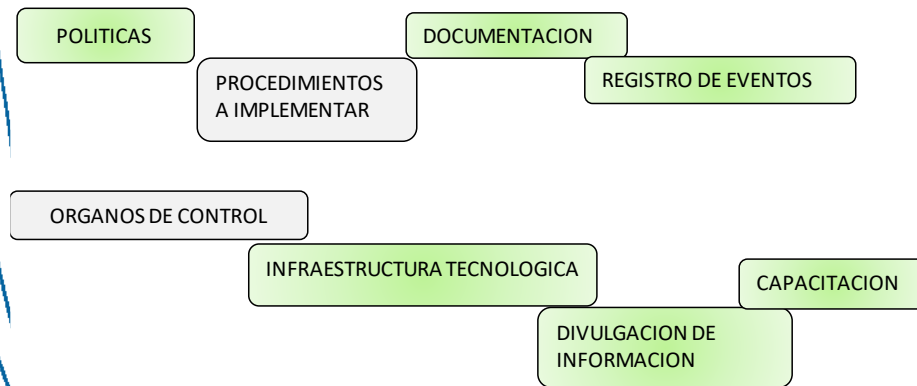 POLITICAS
PROCEDIMIENTOS
A IMPLEMENTAR
DOCUMENTACION
REGISTRO DE EVENTOS
ORGANOS DE CONTROL
INFRAESTRUCTURA TECNOLOGICA
DIVULGACION DE
INFORMACION
CAPACITACION